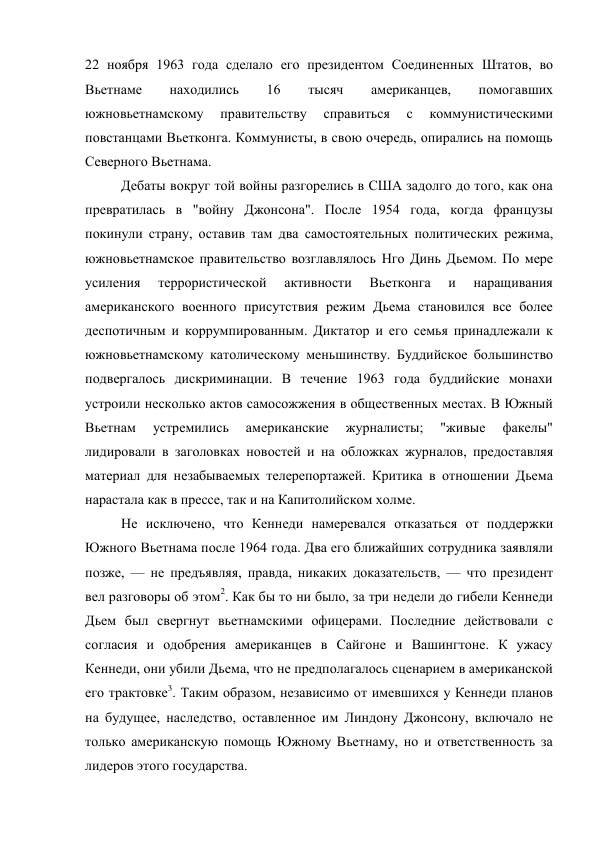 22 ноября 1963 года сделало его президентом Соединенных Штатов, во
Вьетнаме находились 16 тысяч американцев, помогавших
южновьетнамскому правительству справиться с коммунистическими
повстанцами Вьетконга. Коммунисты, в свою очередь, опирались на помощь
Северного Вьетнама.
Дебаты вокруг той войны разгорелись в США задолго до того, как она
превратилась в "войну Джонсона". После 1954 года, когда французы
покинули страну, оставив там два самостоятельных политических режима,
южновьетнамское правительство возглавлялось Нго Динь Дьемом. По мере
усиления террористической активности Вьетконга и наращивания
американского военного присутствия режим Дьема становился все более
деспотичным и коррумпированным. Диктатор и его семья принадлежали к
южновьетнамскому католическому меньшинству. Буддийское большинство
подвергалось дискриминации. В течение 1963 года буддийские монахи
устроили несколько актов самосожжения в общественных местах. В Южный
Вьетнам устремились американские журналисты; "живые факелы"
лидировали в заголовках новостей и на обложках журналов, предоставляя
материал для незабываемых телерепортажей. Критика в отношении Дьема
нарастала как в прессе, так и на Капитолийском холме.
Не исключено, что Кеннеди намеревался отказаться от поддержки
Южного Вьетнама после 1964 года. Два его ближайших сотрудника заявляли
позже, — не предъявляя, правда, никаких доказательств, — что президент
вел разговоры об этом2. Как бы то ни было, за три недели до гибели Кеннеди
Дьем был свергнут вьетнамскими офицерами. Последние действовали с
согласия и одобрения американцев в Сайгоне и Вашингтоне. К ужасу
Кеннеди, они убили Дьема, что не предполагалось сценарием в американской
его трактовке3. Таким образом, независимо от имевшихся у Кеннеди планов
на будущее, наследство, оставленное им Линдону Джонсону, включало не
только американскую помощь Южному Вьетнаму, но и ответственность за
лидеров этого государства.